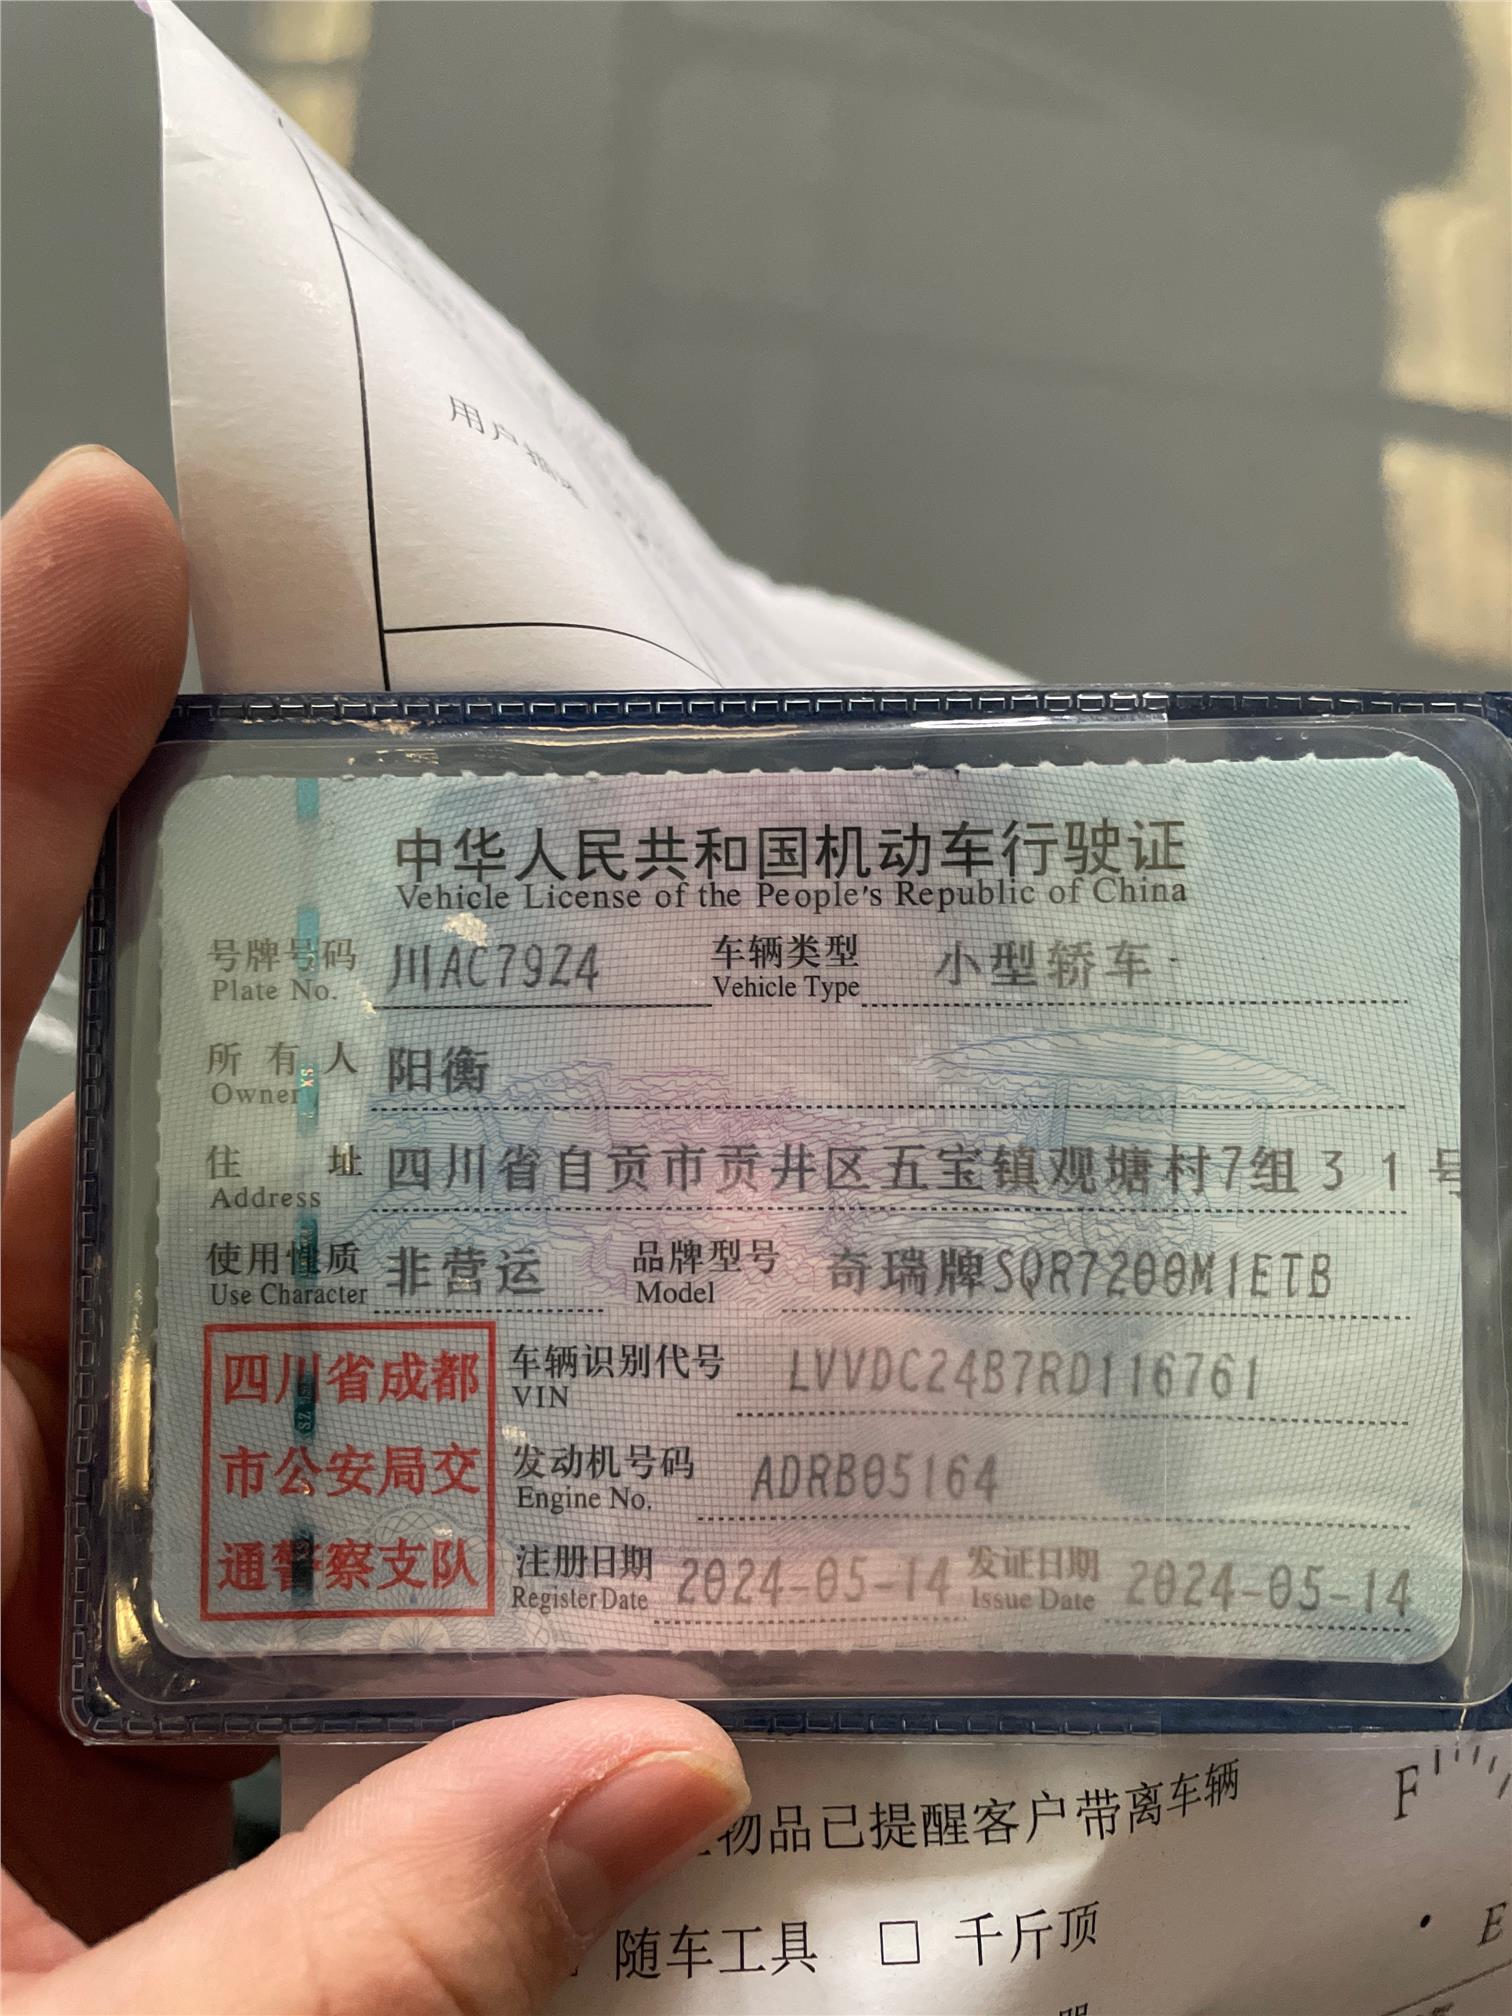 用户
中华人民共和国机动车行驶证
Vehicle License of the People's Republic of China
号牌号码 川AC79Z4 车辆类型 小型轿车
Plate No. Vehicle Type
所有人 阳衡
Owner
住址 四川省自贡市贡井区五宝镇观塘村7组31号
Address
使用性质 非营运 品牌型号 奇瑞牌SQR7200M1ETB
Use Character Model
四川省成都
市公安局交
通警察支队
车辆识别代号 LVVDC24B7RD116761
VIN
发动机号码 ADRB05164
Engine No.
注册日期 2024-05-14 发证日期 2024-05-14
Register Date Issue Date
物品已提醒客户带离车辆 F
随车工具 □ 千斤顶 E